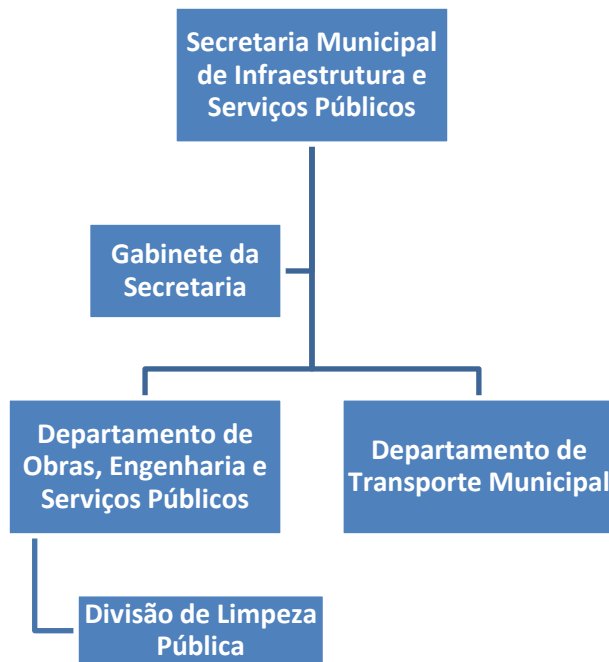 Secretaria Municipal
de Infraestrutura e
Serviços Públicos
Gabinete da
Secretaria
Departamento de
Obras, Engenharia e
Serviços Públicos
Departamento de
Transporte Municipal
Divisão de Limpeza
Pública